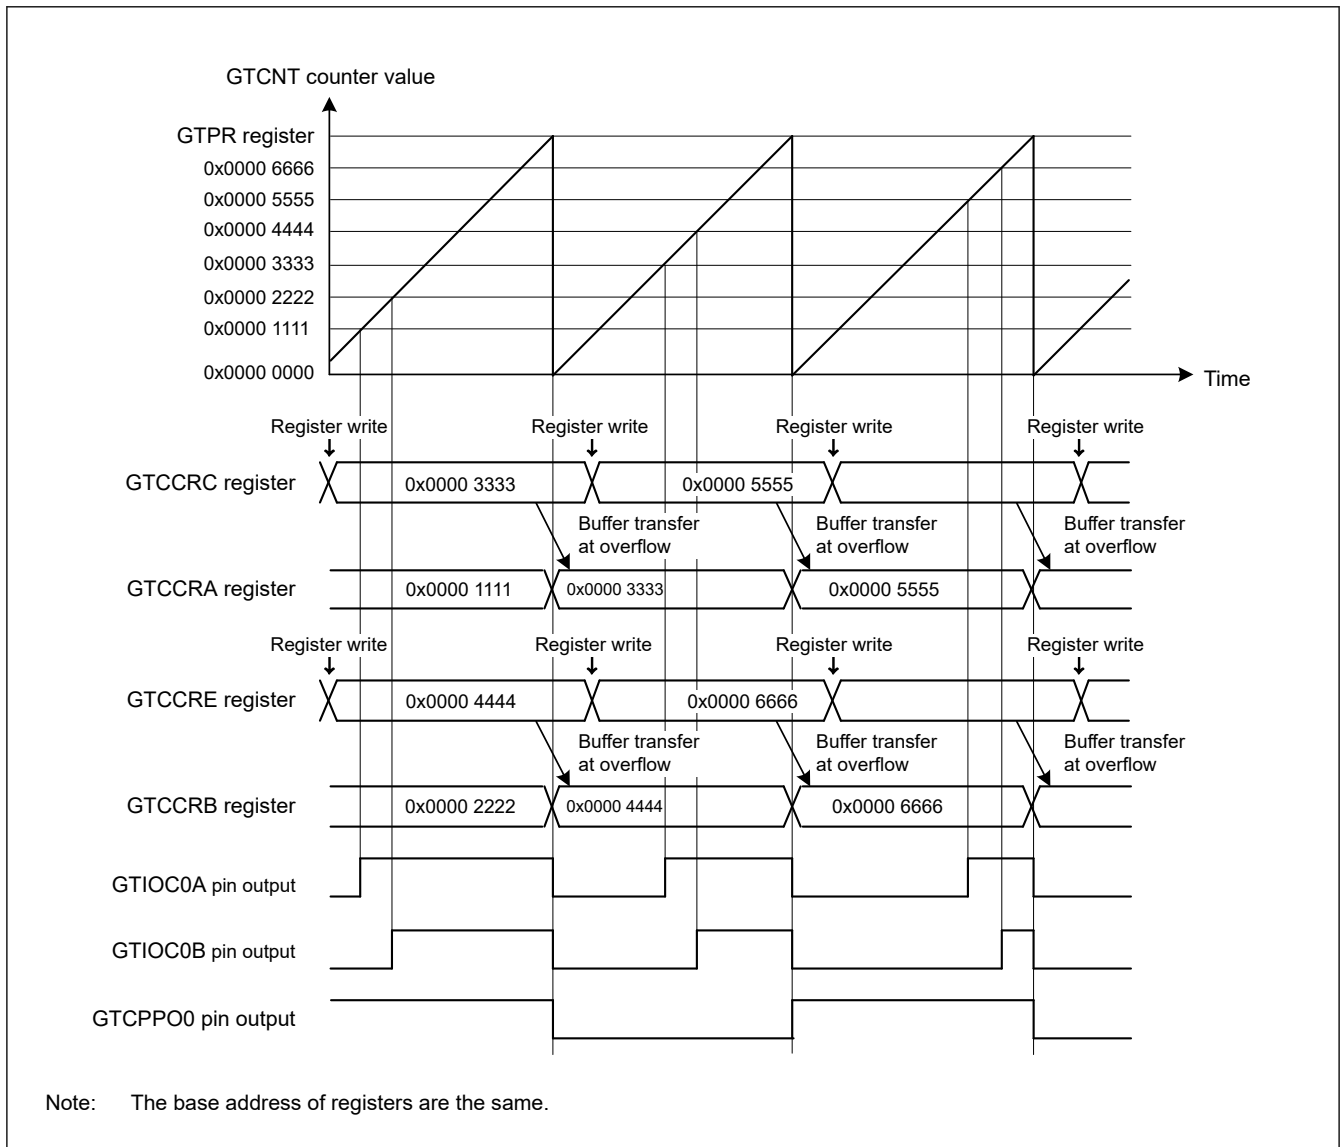 GTCNT counter value
GTPR register
0x0000 6666
0x0000 5555
0x0000 4444
0x0000 3333
0x0000 2222
0x0000 1111
0x0000 0000
Time
Register write Register write Register write Register write
GTCCRC register 0x0000 3333 0x0000 5555
Buffer transfer Buffer transfer Buffer transfer
at overflow at overflow at overflow
GTCCRA register 0x0000 1111 0x0000 3333 0x0000 5555
Register write Register write Register write Register write
GTCCRE register 0x0000 4444 0x0000 6666
Buffer transfer Buffer transfer Buffer transfer
at overflow at overflow at overflow
GTCCRB register 0x0000 2222 0x0000 4444 0x0000 6666
GTIOC0A pin output
GTIOC0B pin output
GTCPPO0 pin output
Note: The base address of registers are the same.